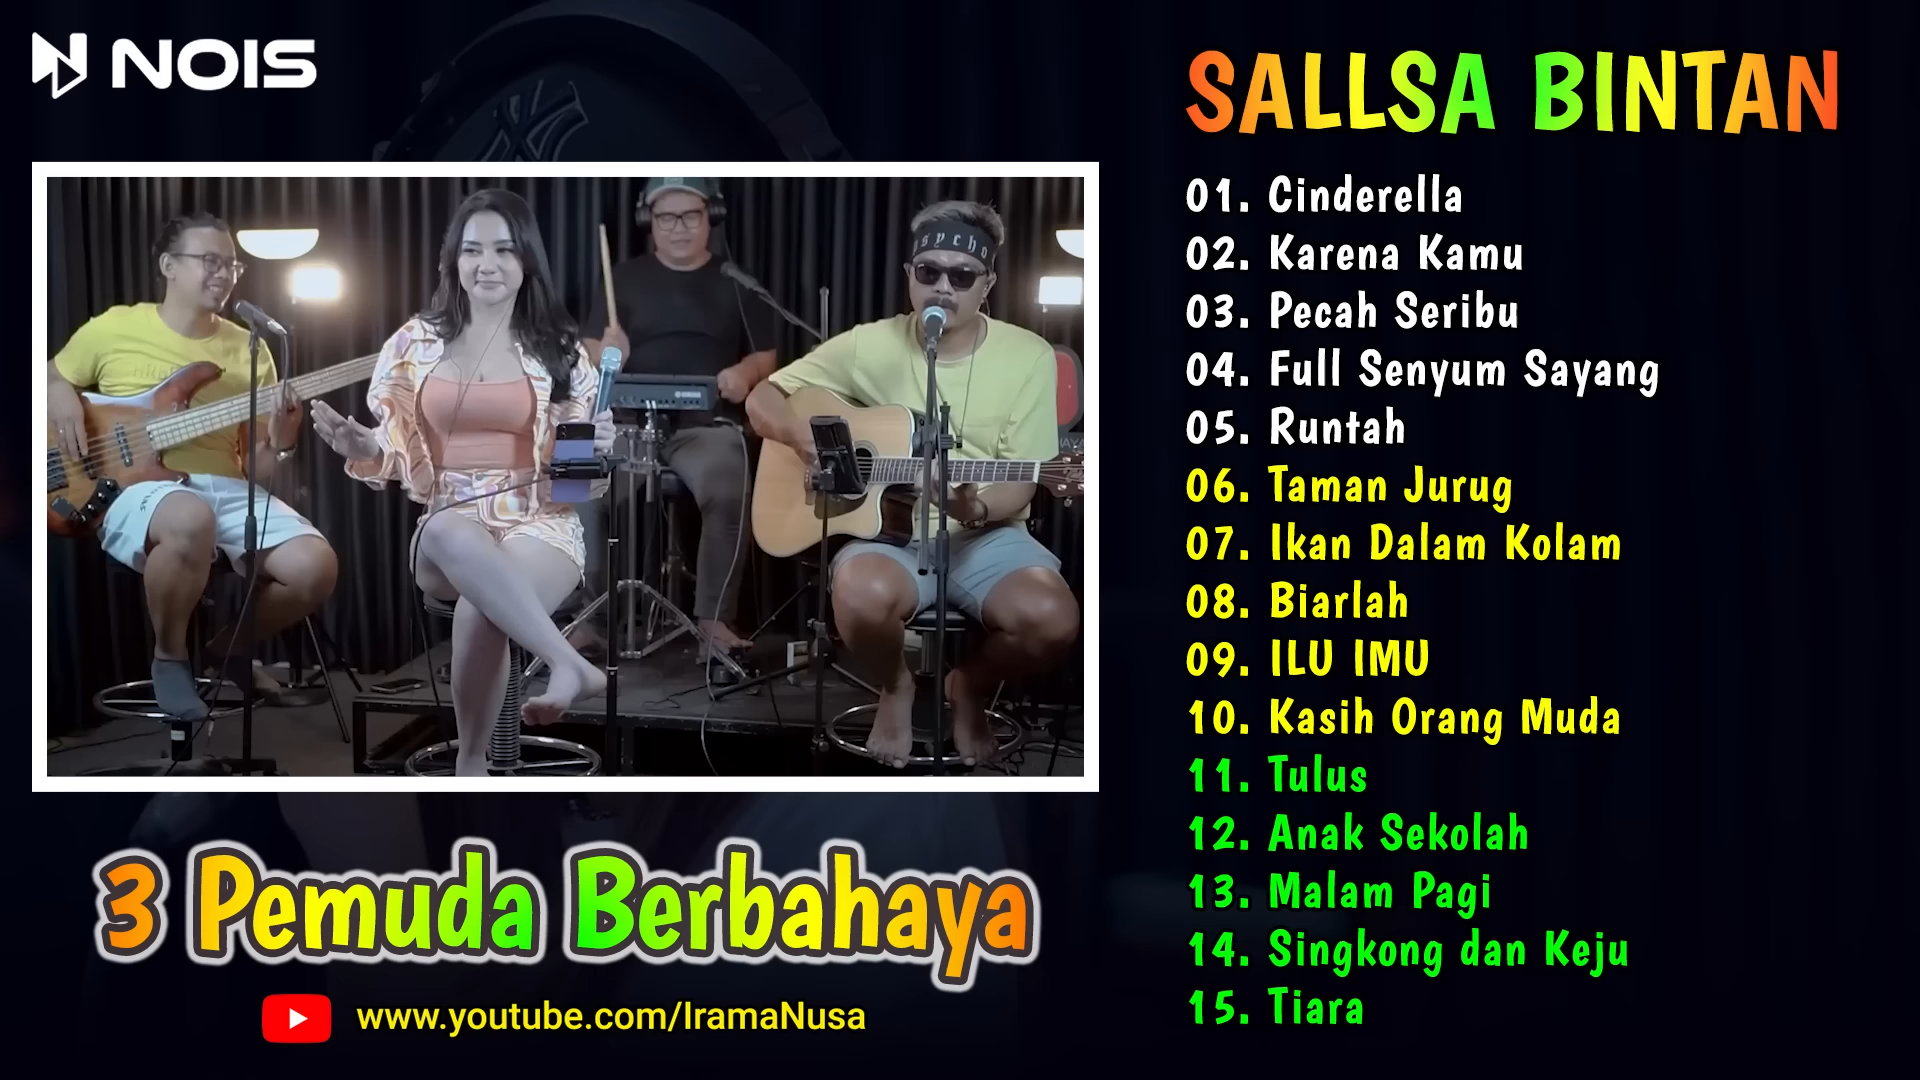 NOIS
SALLSA BINTAN
psycho
01. Cinderella
02. Karena Kamu
03. Pecah Seribu
04. Full Senyum Sayang
05. Runtah
06. Taman Jurug
07. Ikan Dalam Kolam
08. Biarlah
09. ILU IMU
10. Kasih Orang Muda
11. Tulus
12. Anak Sekolah
13. Malam Pagi
14. Singkong dan Keju
15. Tiara
3 Pemuda Berbahaya
www.youtube.com/IramaNusa